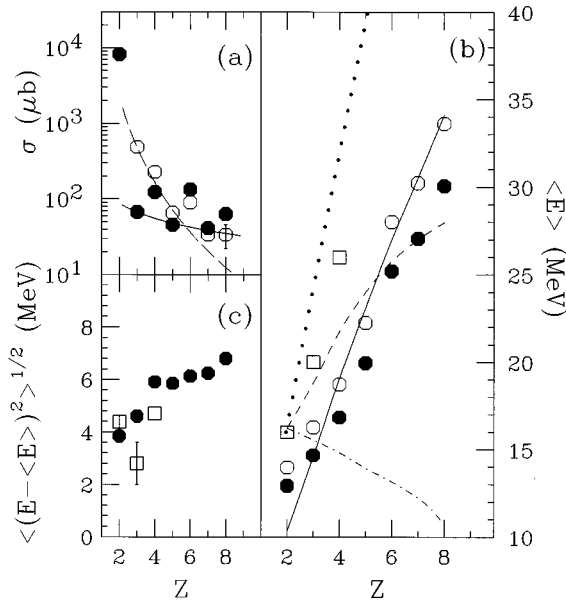 (a)
σ (μb)
10⁴
10³
10²
10¹
(b)
<E> (MeV)
40
35
30
25
20
15
10
(c)
<(E−<E>)²>¹/² (MeV)
8
6
4
2
0
2 4 6 8
Z
2 4 6 8
Z